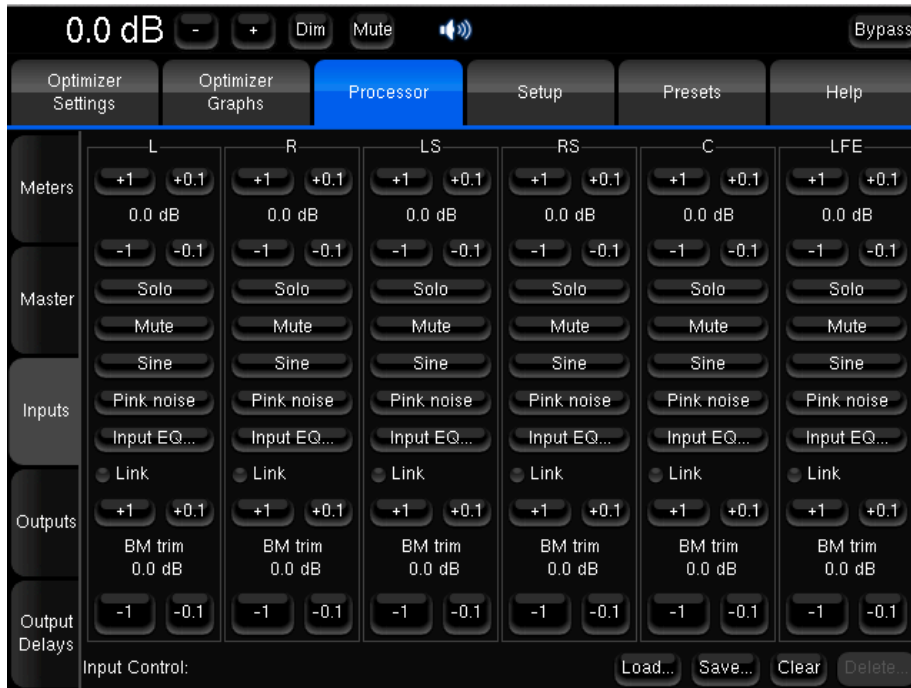 0.0 dB - + Dim Mute Bypass
Optimizer Settings Optimizer Graphs Processor Setup Presets Help
Meters
Master
Inputs
Outputs
Output Delays
L R LS RS C LFE
+1 +0.1 +1 +0.1 +1 +0.1 +1 +0.1 +1 +0.1 +1 +0.1
0.0 dB 0.0 dB 0.0 dB 0.0 dB 0.0 dB 0.0 dB
-1 -0.1 -1 -0.1 -1 -0.1 -1 -0.1 -1 -0.1 -1 -0.1
Solo Solo Solo Solo Solo Solo
Mute Mute Mute Mute Mute Mute
Sine Sine Sine Sine Sine Sine
Pink noise Pink noise Pink noise Pink noise Pink noise Pink noise
Input EQ... Input EQ... Input EQ... Input EQ... Input EQ... Input EQ...
Link Link Link Link Link Link
+1 +0.1 +1 +0.1 +1 +0.1 +1 +0.1 +1 +0.1 +1 +0.1
BM trim BM trim BM trim BM trim BM trim BM trim
0.0 dB 0.0 dB 0.0 dB 0.0 dB 0.0 dB 0.0 dB
-1 -0.1 -1 -0.1 -1 -0.1 -1 -0.1 -1 -0.1 -1 -0.1
Input Control: Load... Save... Clear Delete...